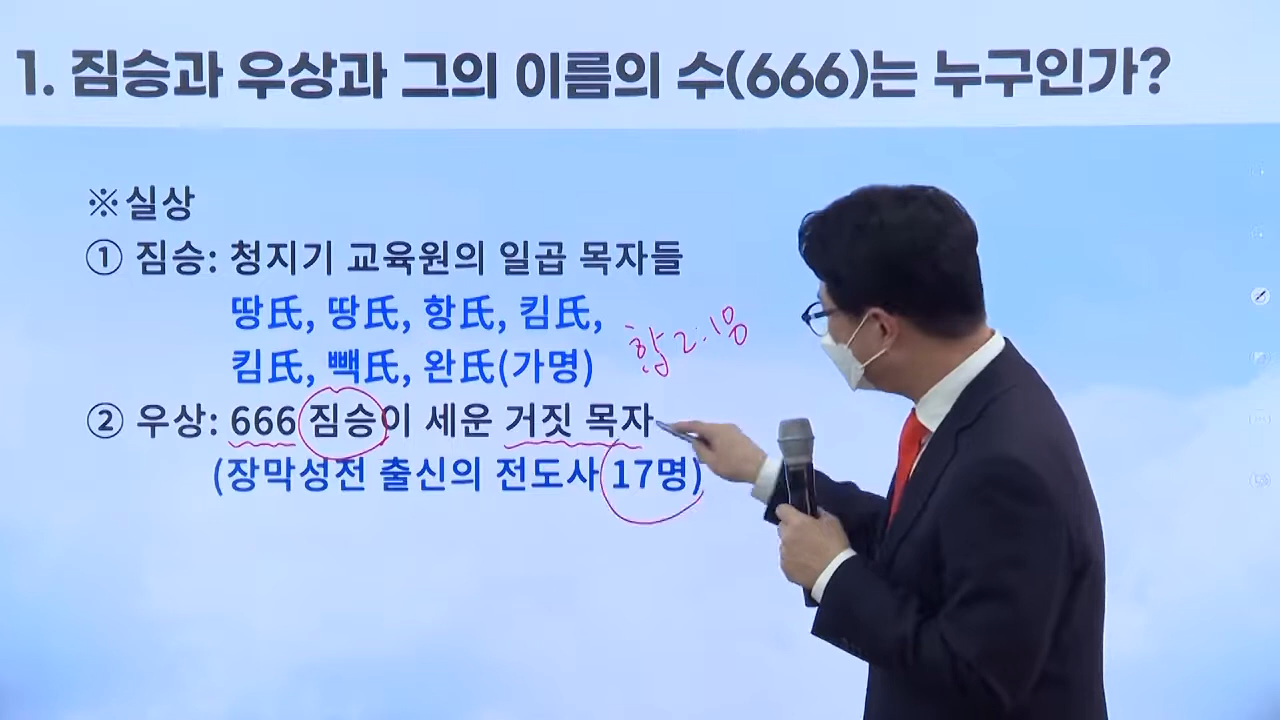 1. 짐승과 우상과 그의 이름의 수(666)는 누구인가?
※실상
① 짐승: 청지기 교육원의 일곱 목자들
땅氏, 땅氏, 항氏, 킴氏,
킴氏, 빽氏, 완氏(가명)
② 우상: 666 짐승이 세운 거짓 목자
(장막성전 출신의 전도사 17명)